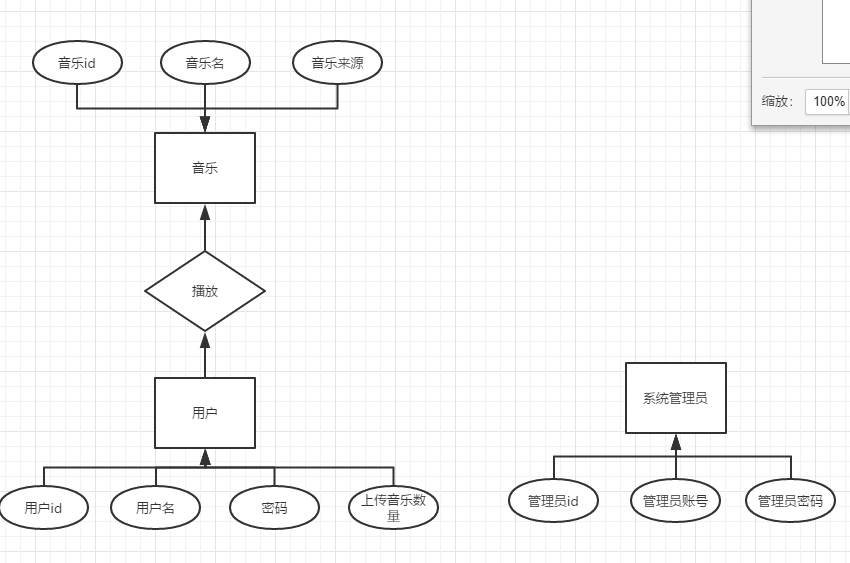 音乐id
音乐名
音乐来源
缩放：
100%
音乐
播放
用户
系统管理员
用户id
用户名
密码
上传音乐数
量
管理员id
管理员账号
管理员密码